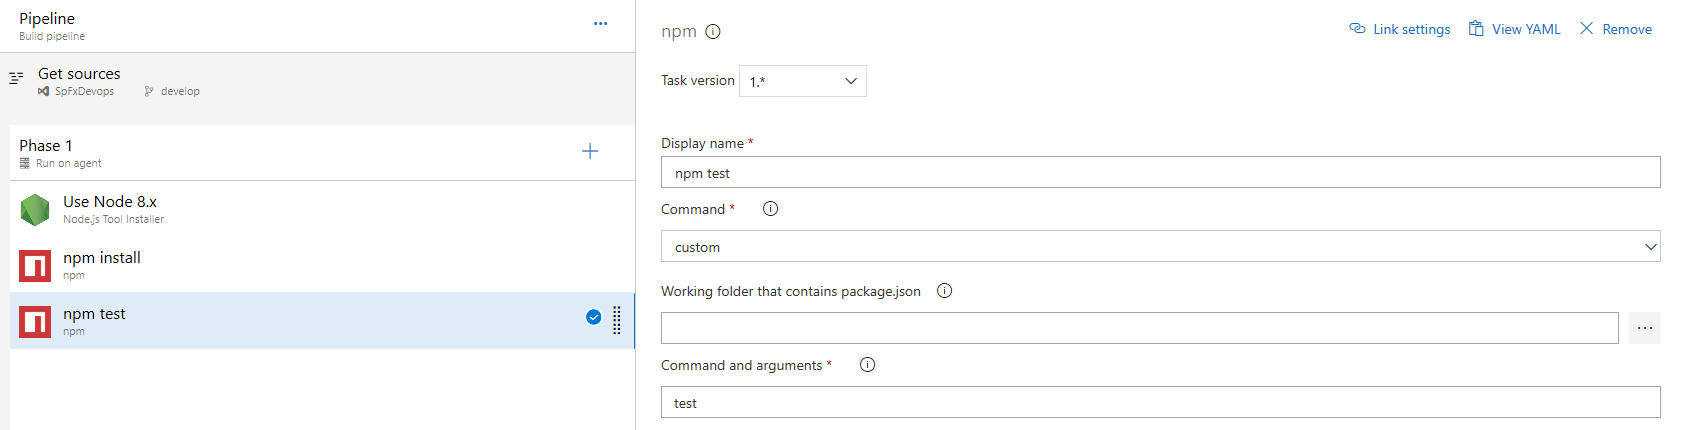 Pipeline
Build pipeline
Get sources
SpFxDevops develop
Phase 1
Run on agent
Use Node 8.x
Node.js Tool Installer
npm install
npm
npm test
npm
npm
Link settings View YAML Remove
Task version 1.*
Display name *
npm test
Command *
custom
Working folder that contains package.json
Command and arguments *
test